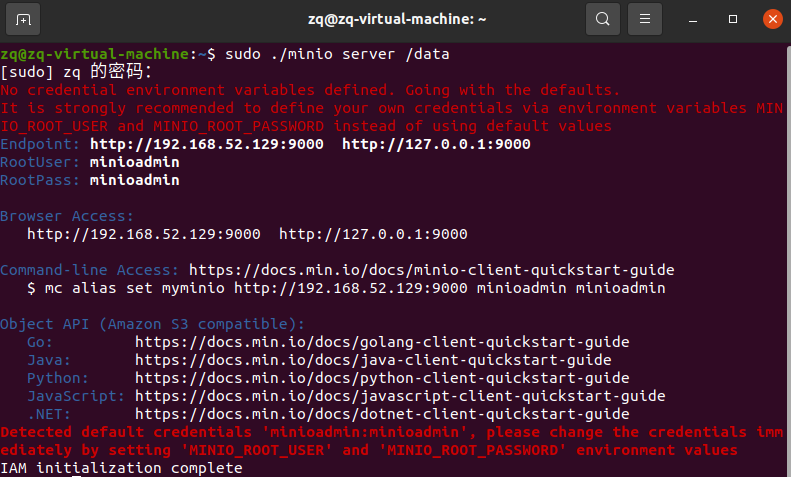 zq@zq-virtual-machine: ~
zq@zq-virtual-machine:~$ sudo ./minio server /data
[sudo] zq 的密码：
No credential environment variables defined. Going with the defaults.
It is strongly recommended to define your own credentials via environment variables MIN
IO_ROOT_USER and MINIO_ROOT_PASSWORD instead of using default values
Endpoint: http://192.168.52.129:9000  http://127.0.0.1:9000
RootUser: minioadmin
RootPass: minioadmin
Browser Access:
   http://192.168.52.129:9000  http://127.0.0.1:9000
Command-line Access: https://docs.min.io/docs/minio-client-quickstart-guide
   $ mc alias set myminio http://192.168.52.129:9000 minioadmin minioadmin
Object API (Amazon S3 compatible):
   Go:         https://docs.min.io/docs/golang-client-quickstart-guide
   Java:       https://docs.min.io/docs/java-client-quickstart-guide
   Python:     https://docs.min.io/docs/python-client-quickstart-guide
   JavaScript: https://docs.min.io/docs/javascript-client-quickstart-guide
   .NET:       https://docs.min.io/docs/dotnet-client-quickstart-guide
Detected default credentials 'minioadmin:minioadmin', please change the credentials imm
ediately by setting 'MINIO_ROOT_USER' and 'MINIO_ROOT_PASSWORD' environment values
IAM initialization complete